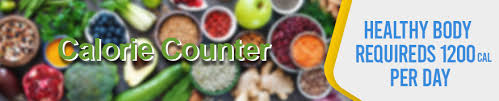 Calorie Counter
HEALTHY BODY
REQUIREDS 1200 CAL
PER DAY